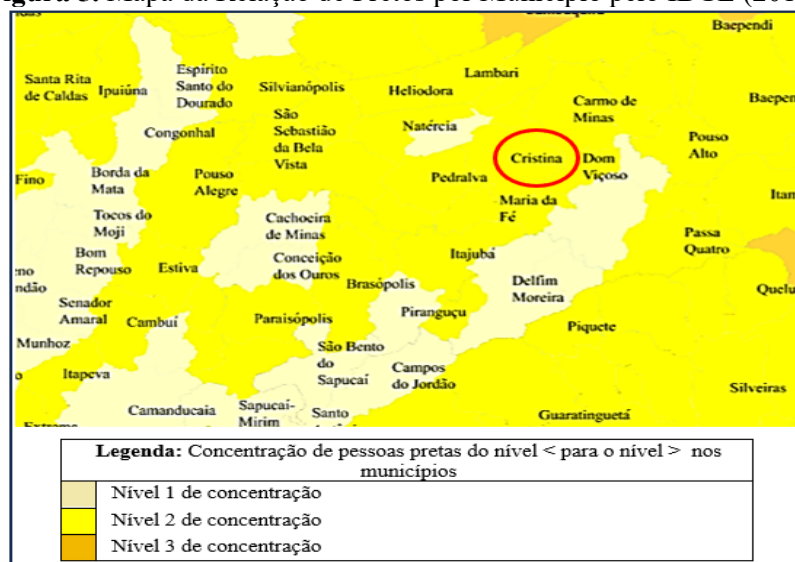 Baependi
Santa Rita
de Caldas
Ipuiúna
Espírito
Santo do
Dourado
Silvianópolis
Heliodora
Lambari
Carmo de
Minas
Baepen
São
Sebastião
da Bela
Vista
Congonhal
Natércia
Cristina
Dom
Viçoso
Pouso
Alto
Fino
Borda da
Mata
Pouso
Alegre
Pedralva
Itan
Maria da
Fé
Tocos do
Moji
Cachoeira
de Minas
Passa
Quatro
Bom
Repouso
Estiva
Conceição
dos Ouros
Itajubá
Brasópolis
Delfim
Moreira
Quelu
no
ndão
Senador
Amaral
Cambuí
Paraisópolis
Piranguçu
Piquete
Munhoz
São Bento
do
Sapucaí
Campos
do Jordão
o
Itapeva
Silveiras
Camanducaia
Sapucaí-
Mirim
Santo
Guaratinguetá
Legenda: Concentração de pessoas pretas do nível < para o nível > nos
municípios
Nível 1 de concentração
Nível 2 de concentração
Nível 3 de concentração